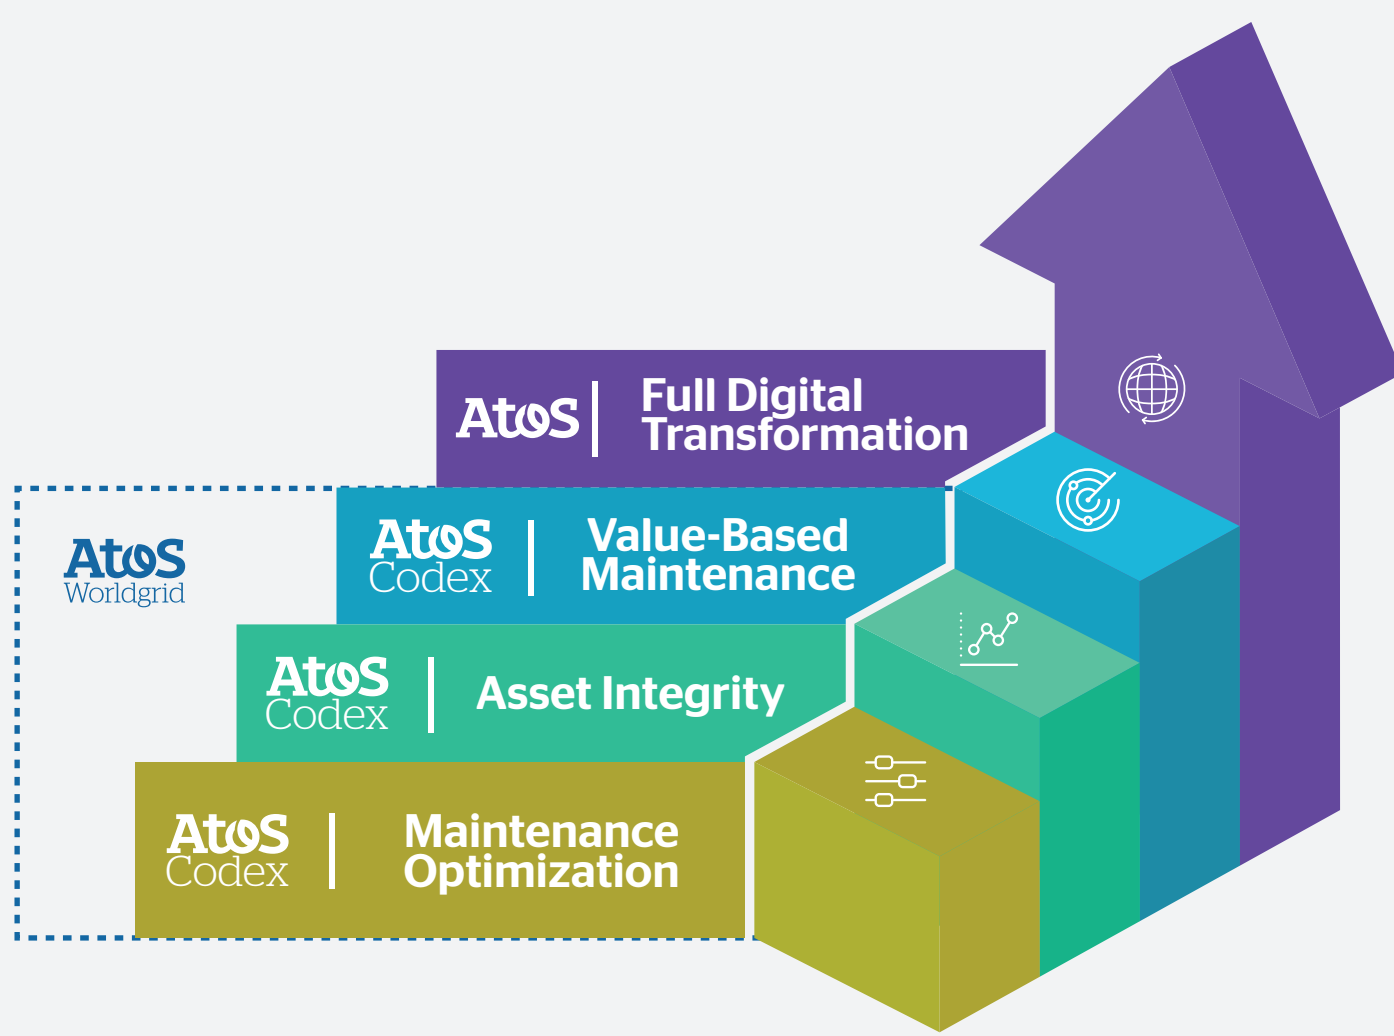 Atos
Full Digital
Transformation
Atos
Worldgrid
Atos
Codex
Value-Based
Maintenance
Atos
Codex
Asset Integrity
Atos
Codex
Maintenance
Optimization